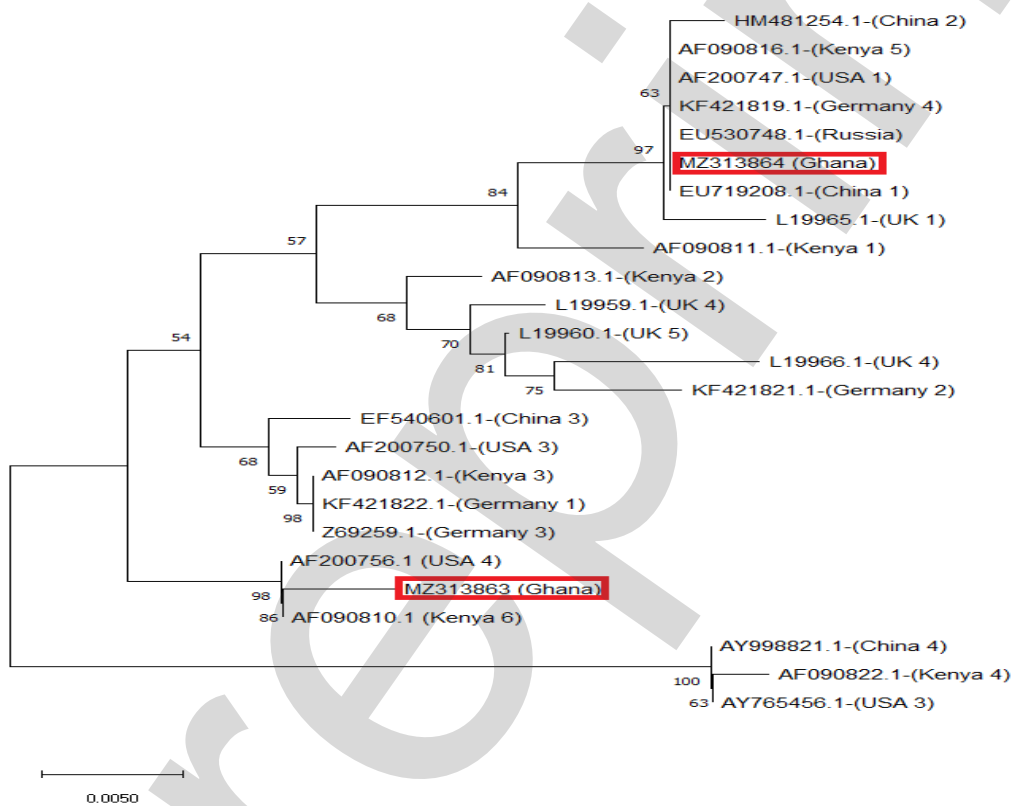 HM481254.1-(China 2)
AF090816.1-(Kenya 5)
AF200747.1-(USA 1)
63
KF421819.1-(Germany 4)
EU530748.1-(Russia)
97
MZ313864 (Ghana)
84
EU719208.1-(China 1)
L19965.1-(UK 1)
57
AF090811.1-(Kenya 1)
AF090813.1-(Kenya 2)
L19959.1-(UK 4)
68
54
L19960.1-(UK 5)
70
L19966.1-(UK 4)
81
75
KF421821.1-(Germany 2)
EF540601.1-(China 3)
AF200750.1-(USA 3)
68
AF090812.1-(Kenya 3)
59
KF421822.1-(Germany 1)
98
Z69259.1-(Germany 3)
AF200756.1 (USA 4)
MZ313863 (Ghana)
98
86
AF090810.1 (Kenya 6)
AY998821.1-(China 4)
AF090822.1-(Kenya 4)
100
63
AY765456.1-(USA 3)
0.0050